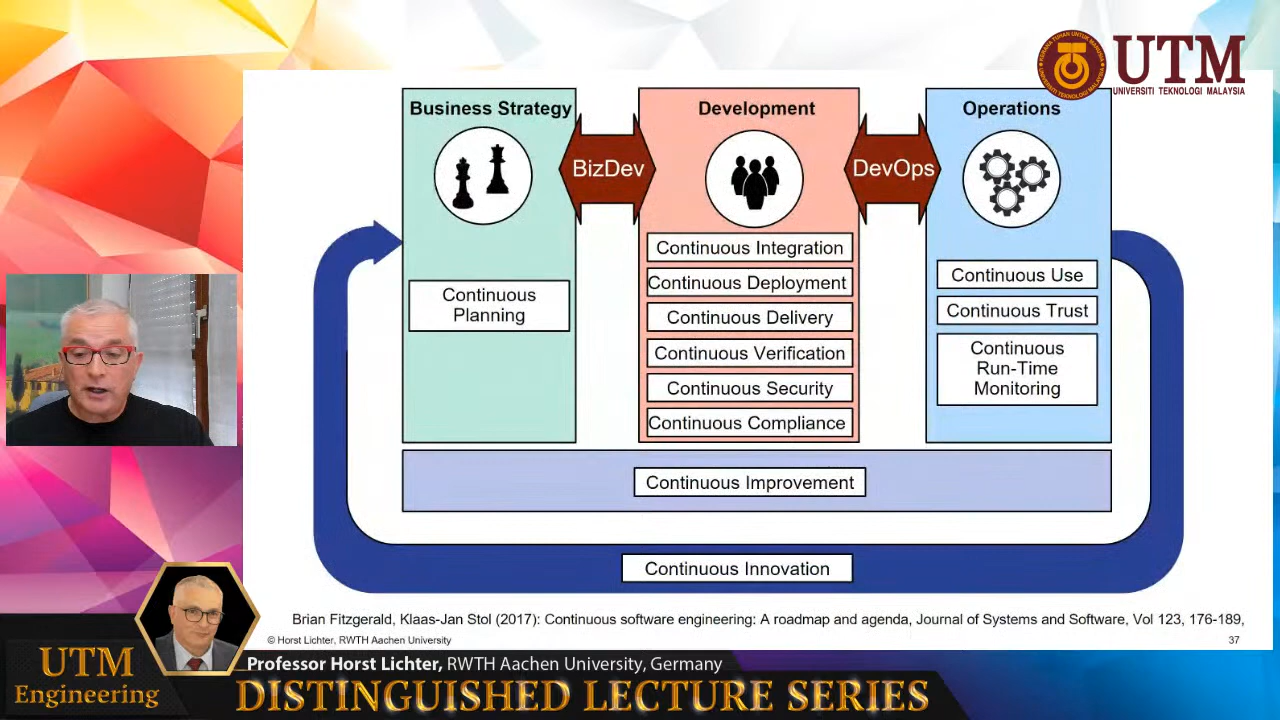 UTM
UNIVERSITI TEKNOLOGI MALAYSIA
Business Strategy
Development
Operations
BizDev
DevOps
Continuous
Planning
Continuous Integration
Continuous Deployment
Continuous Delivery
Continuous Verification
Continuous Security
Continuous Compliance
Continuous Use
Continuous Trust
Continuous
Run-Time
Monitoring
Continuous Improvement
Continuous Innovation
Brian Fitzgerald, Klaas-Jan Stol (2017): Continuous software engineering: A roadmap and agenda, Journal of Systems and Software, Vol 123, 176-189,
© Horst Lichter, RWTH Aachen University
37
UTM
Engineering
Professor Horst Lichter, RWTH Aachen University, Germany
DISTINGUISHED LECTURE SERIES